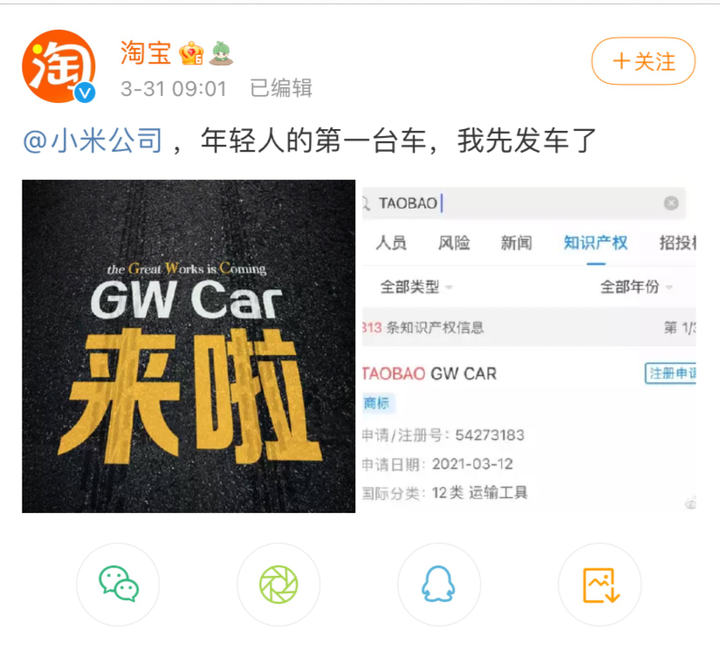 淘
淘宝
3-31 09:01 已编辑
+关注
@小米公司 ，年轻人的第一台车，我先发车了
the Great Works is Coming
GW Car
来啦
TAOBAO
人员 风险 新闻 知识产权 招投标
全部类型 全部年份
313 条知识产权信息 第 1/3
TAOBAO GW CAR 注册申请
商标
申请/注册号：54273183
申请日期：2021-03-12
国际分类：12类 运输工具